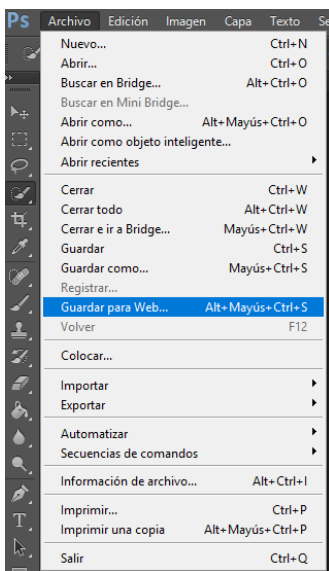 Ps Archivo Edición Imagen Capa Texto
Nuevo... Ctrl+N
Abrir... Ctrl+O
Buscar en Bridge... Alt+Ctrl+O
Buscar en Mini Bridge...
Abrir como... Alt+Mayús+Ctrl+O
Abrir como objeto inteligente...
Abrir recientes
Cerrar Ctrl+W
Cerrar todo Alt+Ctrl+W
Cerrar e ir a Bridge... Mayús+Ctrl+W
Guardar Ctrl+S
Guardar como... Mayús+Ctrl+S
Registrar...
Guardar para Web... Alt+Mayús+Ctrl+S
Volver F12
Colocar...
Importar
Exportar
Automatizar
Secuencias de comandos
Información de archivo... Alt+Ctrl+I
Imprimir... Ctrl+P
Imprimir una copia Alt+Mayús+Ctrl+P
Salir Ctrl+Q